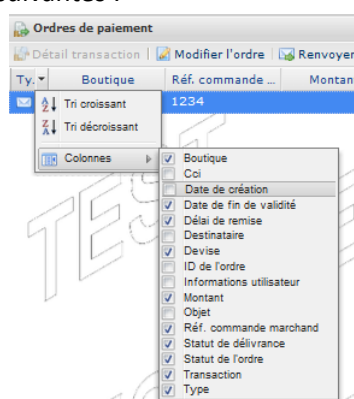 suivantes :
Ordres de paiement
Détail transaction Modifier l'ordre Renvoyer
Ty. Boutique Réf. commande ... Montan
1234
Tri croissant
Tri décroissant
Colonnes
Boutique
Cci
Date de création
Date de fin de validité
Délai de remise
Destinataire
Devise
ID de l'ordre
Informations utilisateur
Montant
Objet
Réf. commande marchand
Statut de délivrance
Statut de l'ordre
Transaction
Type
TEST